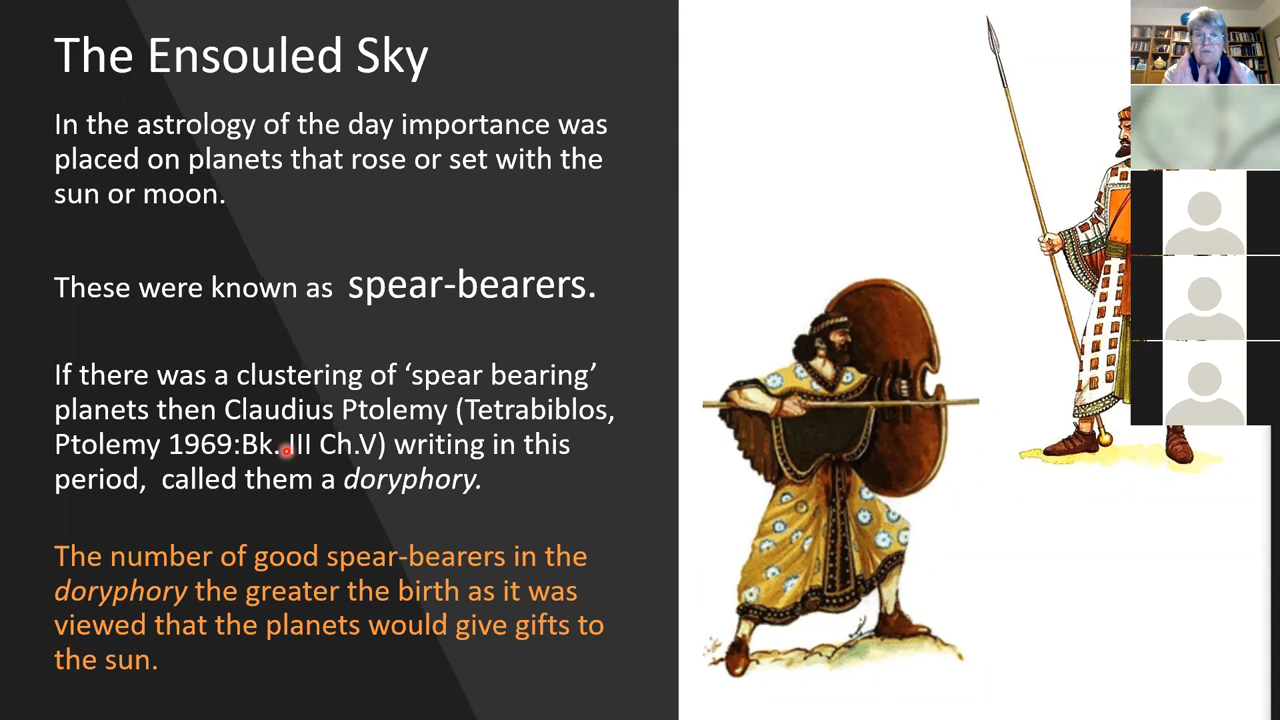 The Ensouled Sky
In the astrology of the day importance was
placed on planets that rose or set with the
sun or moon.
These were known as spear-bearers.
If there was a clustering of ‘spear bearing’
planets then Claudius Ptolemy (Tetrabiblos,
Ptolemy 1969:Bk. III Ch.V) writing in this
period, called them a doryphory.
The number of good spear-bearers in the
doryphory the greater the birth as it was
viewed that the planets would give gifts to
the sun.